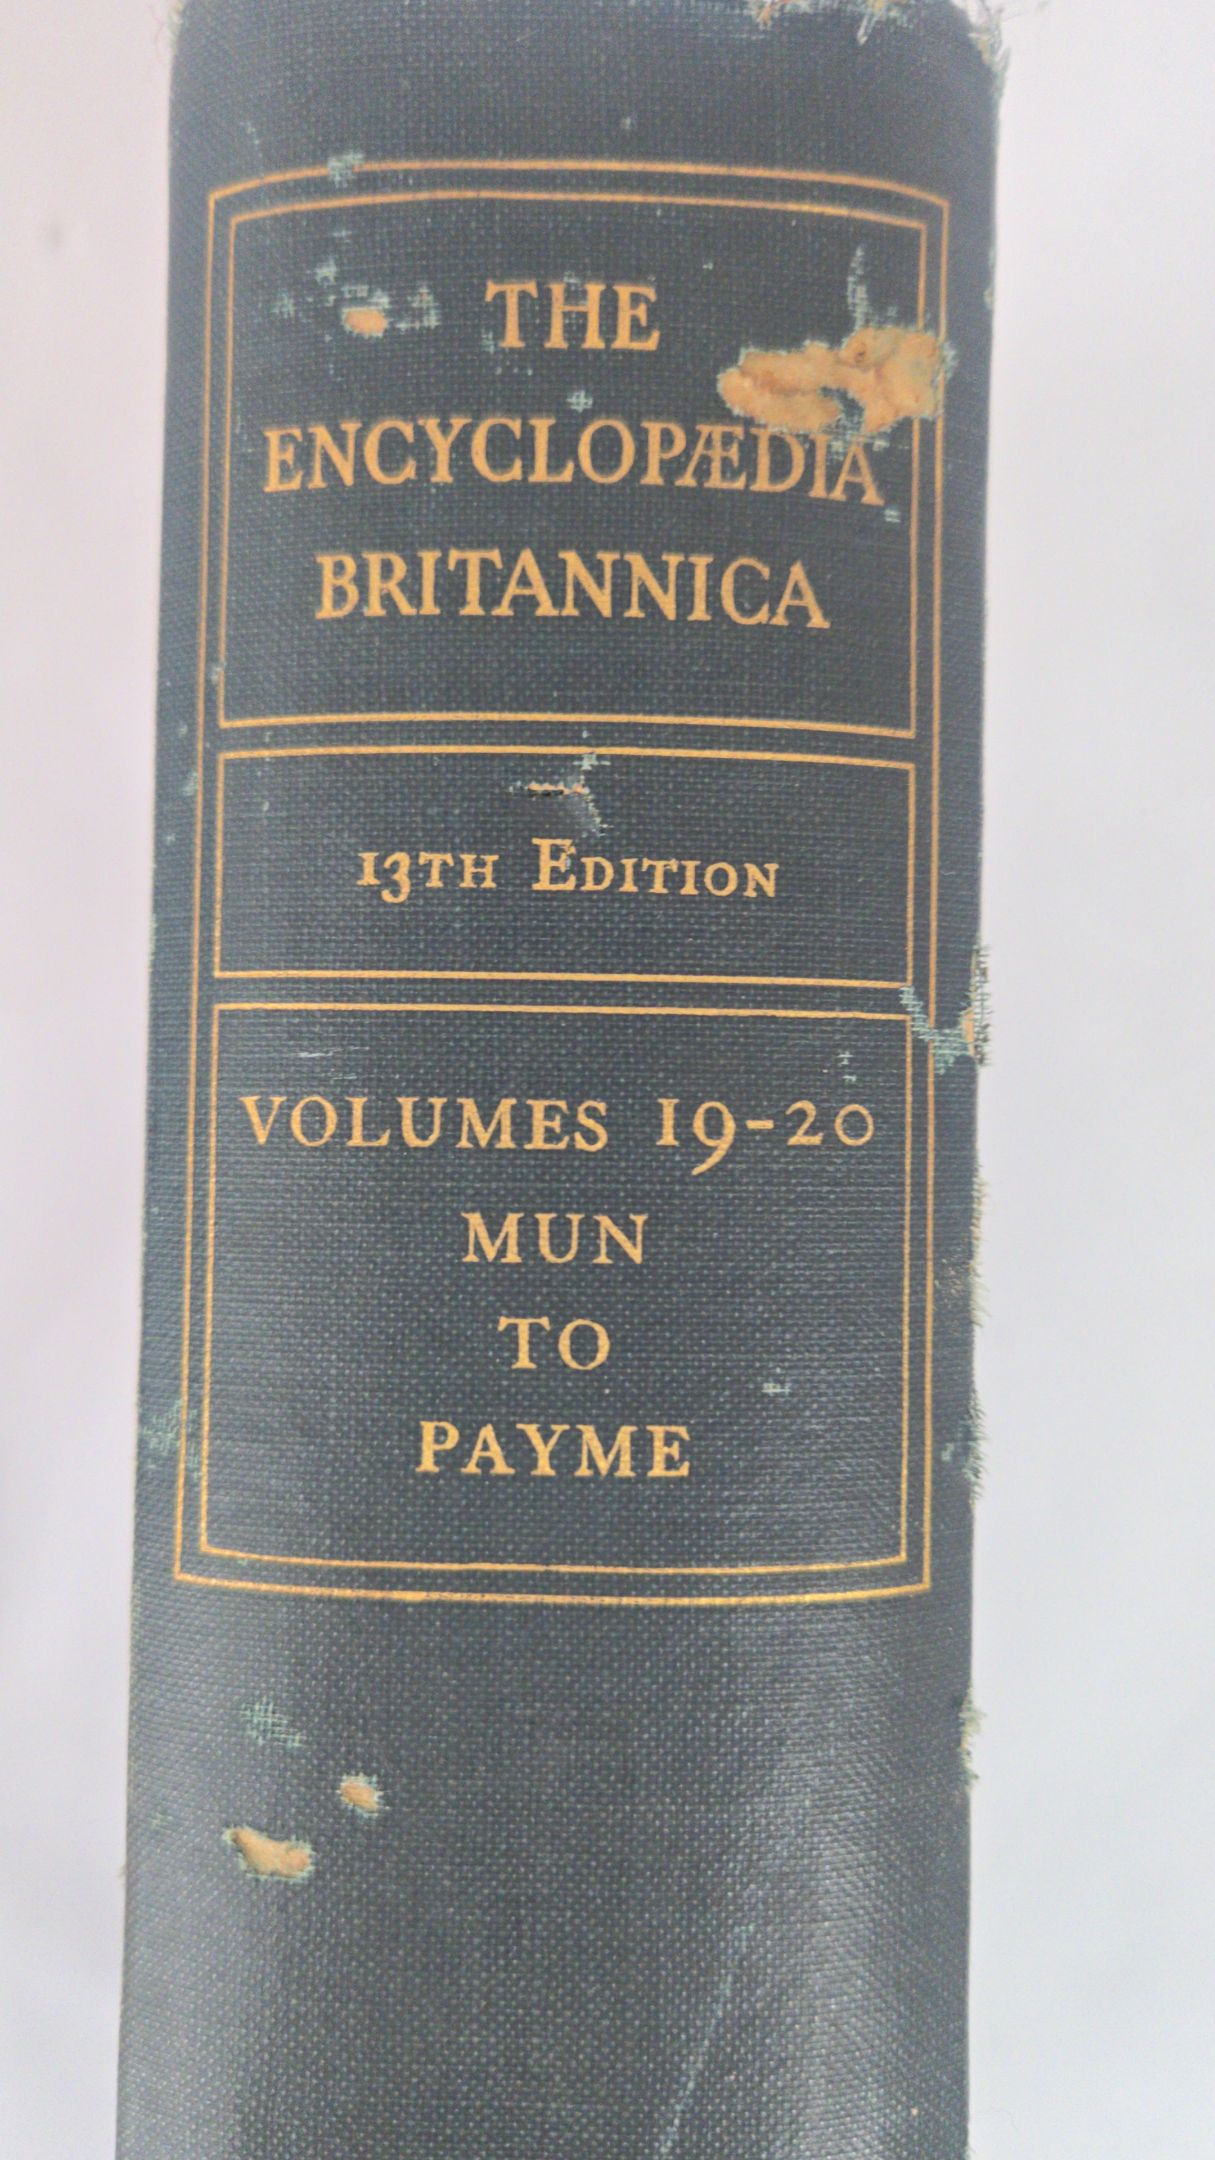 THE
ENCYCLOPÆDIA
BRITANNICA
13TH EDITION
VOLUMES 19-20
MUN
TO
PAYME